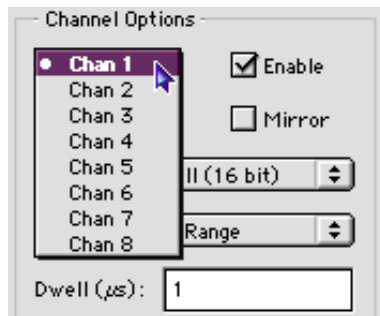 Channel Options
Chan 1
Enable
Chan 2
Chan 3
Mirror
Chan 4
Chan 5
II (16 bit)
Chan 6
Chan 7
Range
Chan 8
Dwell (µs): 1